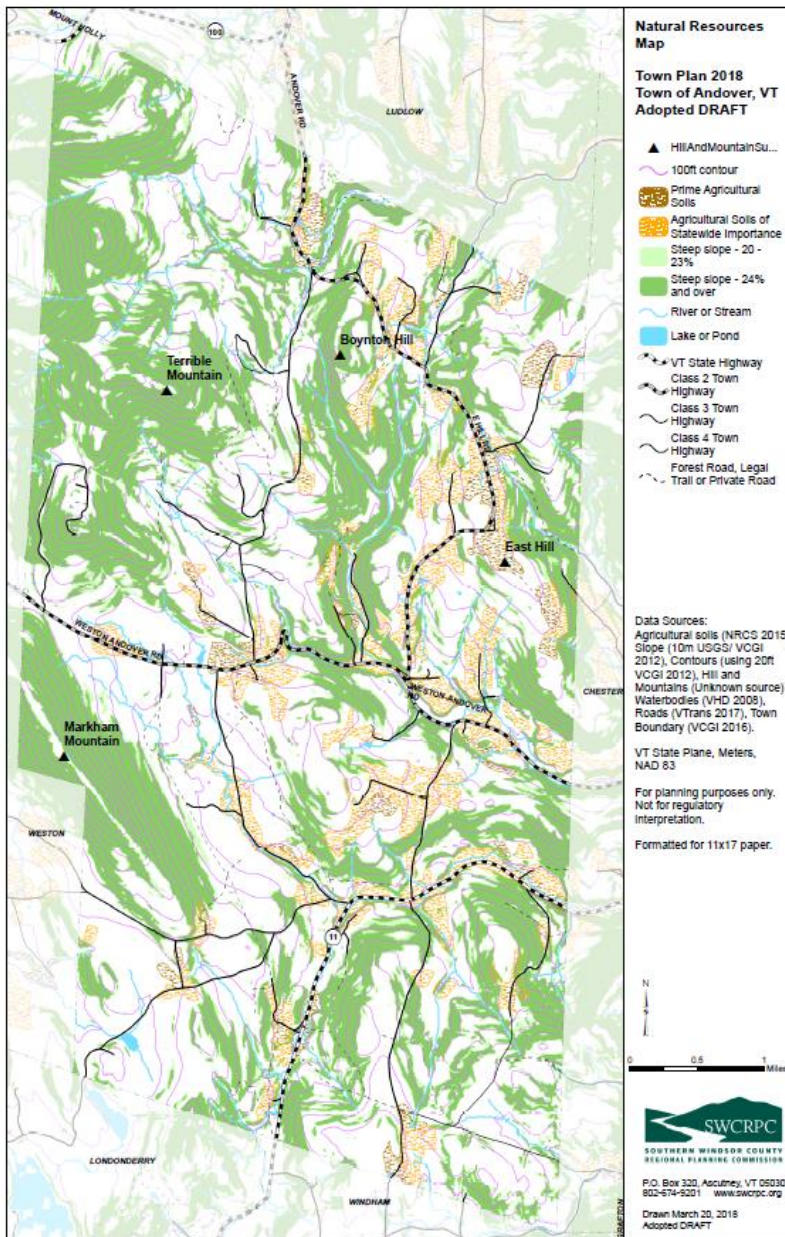 MOUNT HOLLY
100
ANDOVER RD
LUDLOW
Boynton Hill
Terrible
Mountain
E HILL RD
East Hill
WESTON ANDOVER RD
WESTON-ANDOVER
RD
CHESTER
Markham
Mountain
WESTON
11
LONDONDERRY
WINDHAM
GRAFTON
Natural Resources
Map
Town Plan 2018
Town of Andover, VT
Adopted DRAFT
HillAndMountainSu...
100ft contour
Prime Agricultural
Soils
Agricultural Soils of
Statewide Importance
Steep slope - 20 -
23%
Steep slope - 24%
and over
River or Stream
Lake or Pond
VT State Highway
Class 2 Town
Highway
Class 3 Town
Highway
Class 4 Town
Highway
Forest Road, Legal
Trail or Private Road
Data Sources:
Agricultural soils (NRCS 2015
Slope (10m USGS/ VCGI
2012), Contours (using 20ft
VCGI 2012), Hill and
Mountains (Unknown source)
Waterbodies (VHD 2008),
Roads (VTrans 2017), Town
Boundary (VCGI 2016).
VT State Plane, Meters,
NAD 83
For planning purposes only.
Not for regulatory
interpretation.
Formatted for 11x17 paper.
N
0 0.5 1
Miles
SWCRPC
SOUTHERN WINDSOR COUNTY
REGIONAL PLANNING COMMISSION
P.O. Box 320, Ascutney, VT 05030
802-674-9201 www.swcrpc.org
Drawn March 20, 2018
Adopted DRAFT